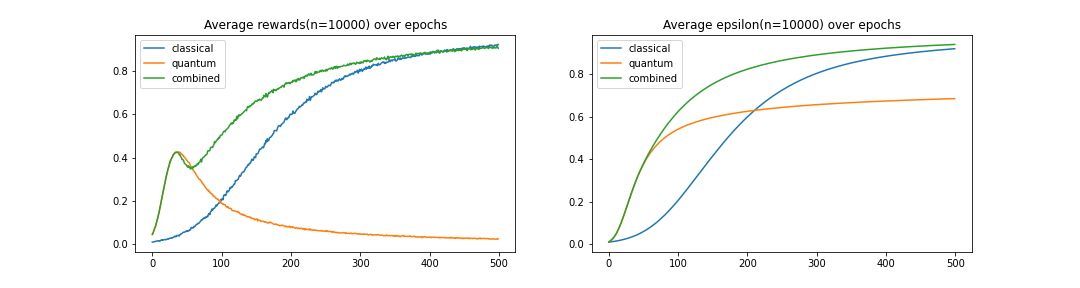 Average rewards(n=10000) over epochs
classical
quantum
combined
0.8
0.6
0.4
0.2
0.0
0 100 200 300 400 500
Average epsilon(n=10000) over epochs
classical
quantum
combined
0.8
0.6
0.4
0.2
0.0
0 100 200 300 400 500